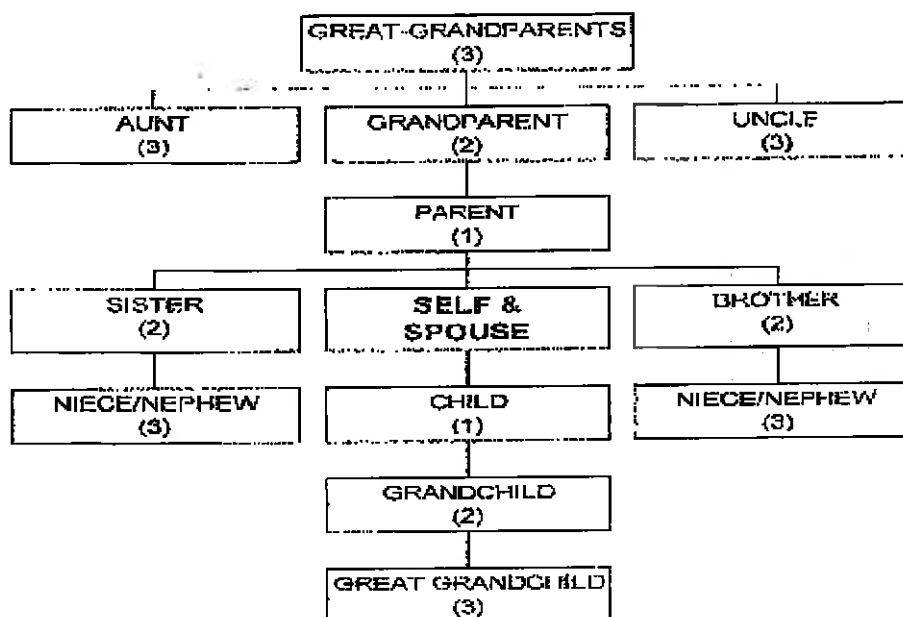 GREAT-GRANDPARENTS
(3)
AUNT
(3)
GRANDPARENT
(2)
UNCLE
(3)
PARENT
(1)
SISTER
(2)
SELF &
SPOUSE
BROTHER
(2)
NIECE/NEPHEW
(3)
CHILD
(1)
NIECE/NEPHEW
(3)
GRANDCHILD
(2)
GREAT GRANDCHILD
(3)